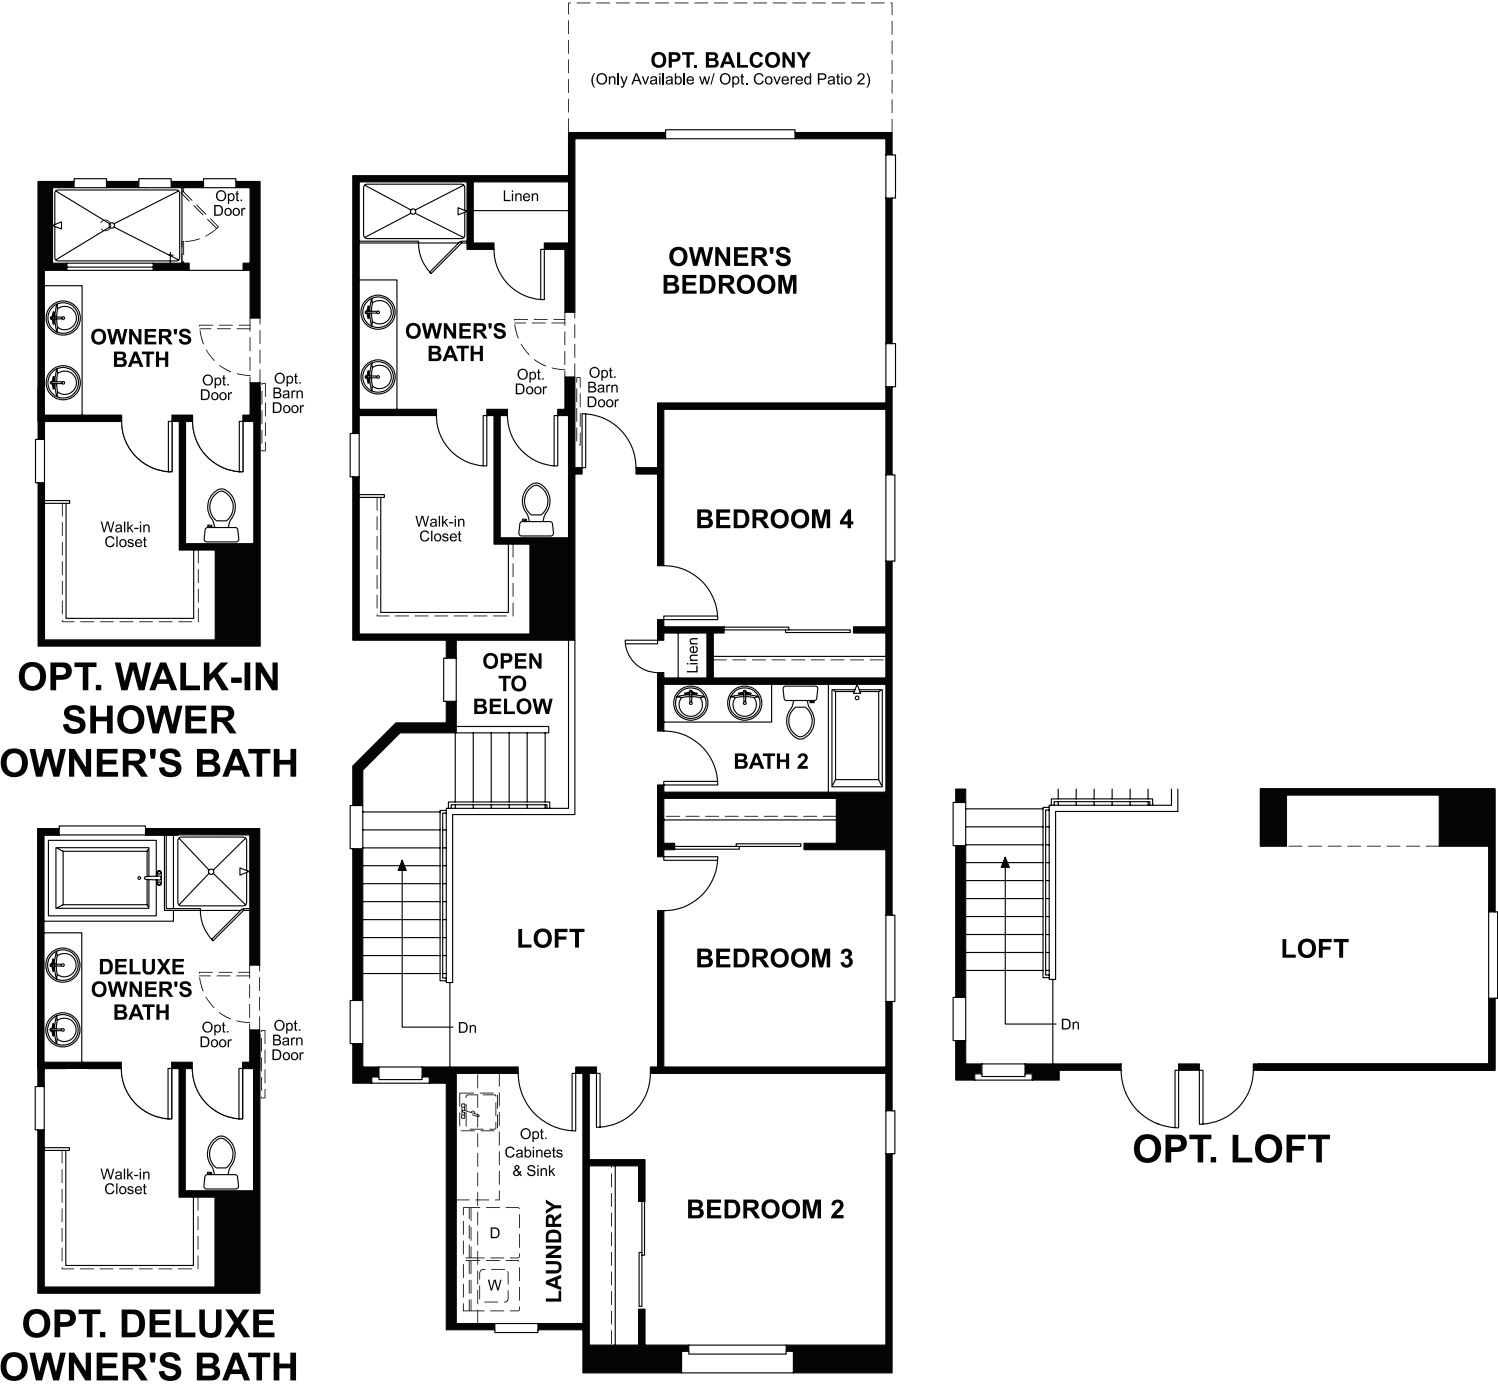 OPT. BALCONY
(Only Available w/ Opt. Covered Patio 2)
Opt.
Door
OWNER'S
BATH
Opt.
Door
Opt.
Barn
Door
Walk-in
Closet
OPT. WALK-IN
SHOWER
OWNER'S BATH
DELUXE
OWNER'S
BATH
Opt.
Door
Opt.
Barn
Door
Walk-in
Closet
OPT. DELUXE
OWNER'S BATH
Linen
OWNER'S
BEDROOM
OWNER'S
BATH
Opt.
Door
Opt.
Barn
Door
Walk-in
Closet
BEDROOM 4
OPEN
TO
BELOW
Linen
BATH 2
LOFT
BEDROOM 3
Dn
Opt.
Cabinets
& Sink
LAUNDRY
D
W
BEDROOM 2
LOFT
Dn
OPT. LOFT